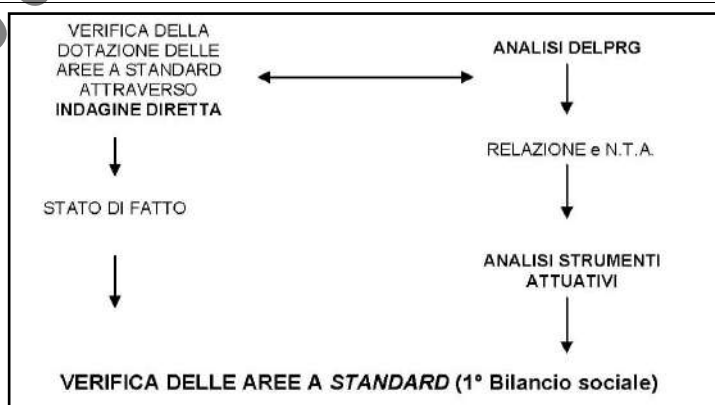 VERIFICA DELLA
DOTAZIONE DELLE
AREE A STANDARD
ATTRAVERSO
INDAGINE DIRETTA
STATO DI FATTO
ANALISI DELPRG
RELAZIONE e N.T.A.
ANALISI STRUMENTI
ATTUATIVI
VERIFICA DELLE AREE A STANDARD (1° Bilancio sociale)